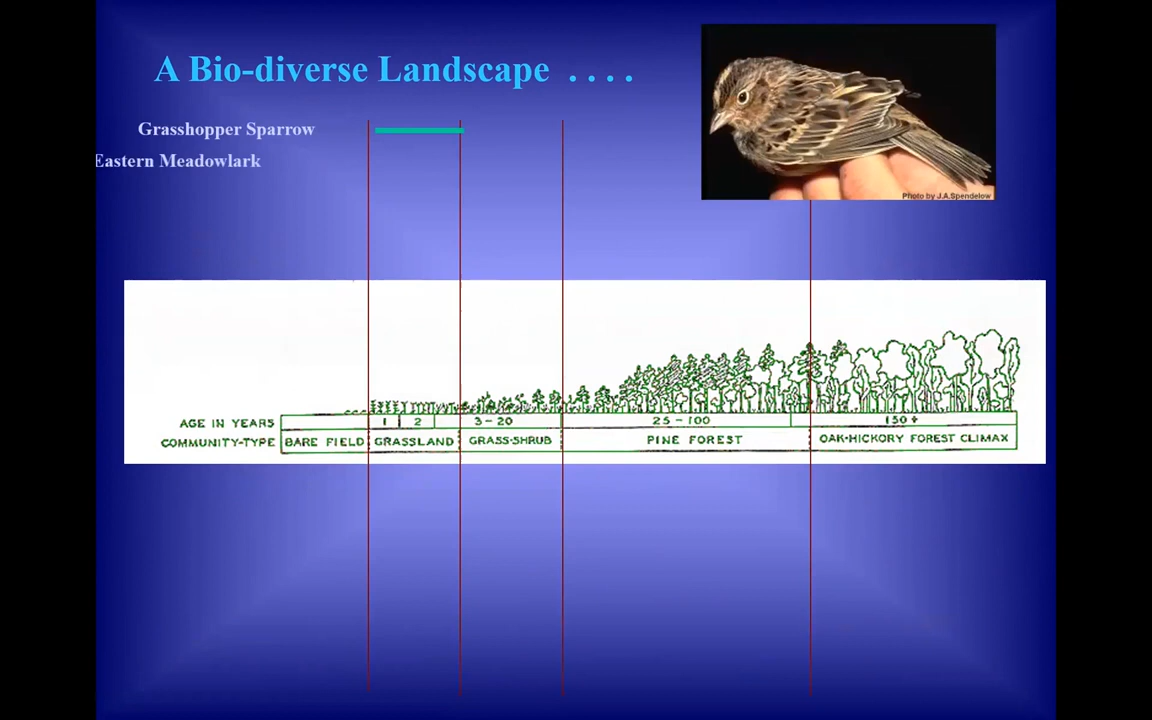 A Bio-diverse Landscape . . . .
Grasshopper Sparrow
Eastern Meadowlark
Photo by J.A.Spendelow
AGE IN YEARS 1 2 3-20 25-100 150+
COMMUNITY-TYPE BARE FIELD GRASSLAND GRASS-SHRUB PINE FOREST OAK-HICKORY FOREST CLIMAX